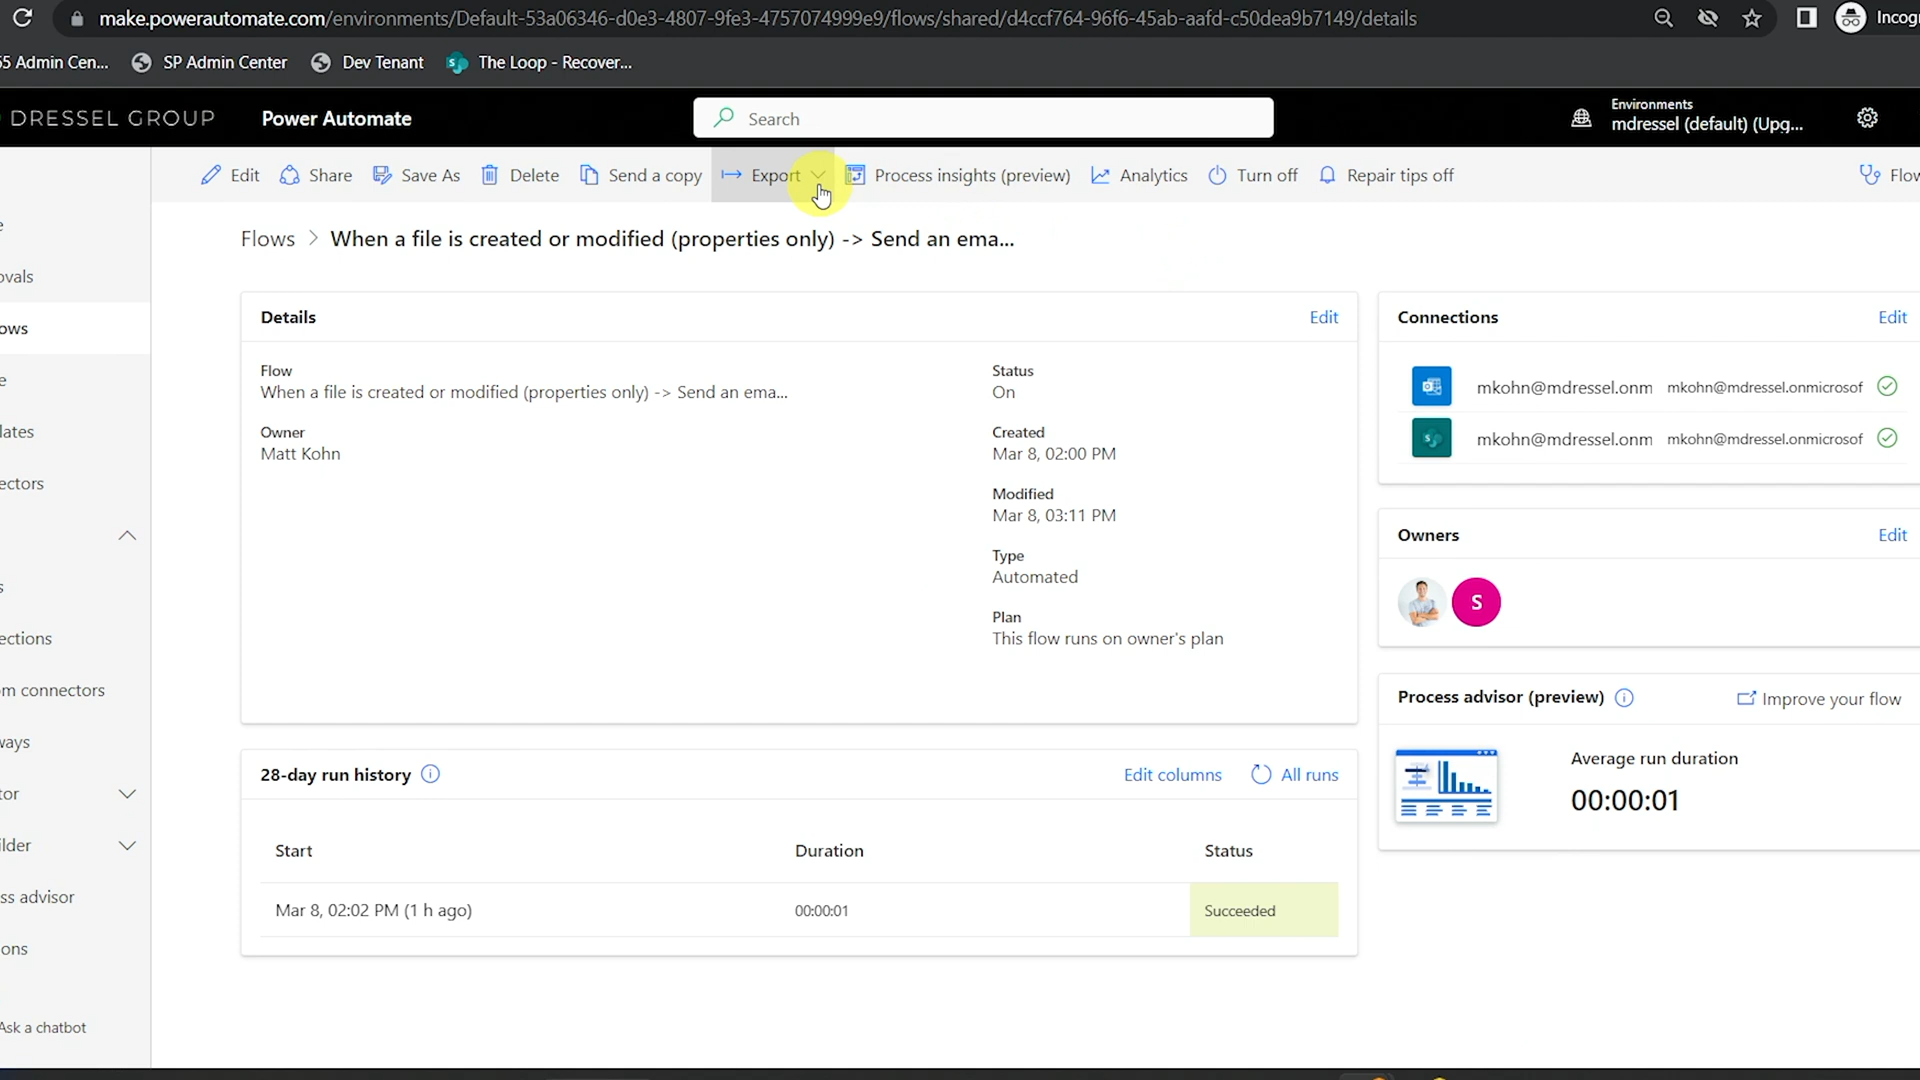 make.powerautomate.com/environments/Default-53a06346-d0e3-4807-9fe3-4757074999e9/flows/shared/d4ccf764-96f6-45ab-aafd-c50dea9b7149/details
Incog
55 Admin Cen...
SP Admin Center
Dev Tenant
The Loop - Recover...
DRESSEL GROUP
Power Automate
Search
Environments
mdressel (default) (Upg...
Edit
Share
Save As
Delete
Send a copy
Export
Process insights (preview)
Analytics
Turn off
Repair tips off
Flow
Flows > When a file is created or modified (properties only) -> Send an ema...
e
ovals
ows
e
lates
ectors
s
ections
m connectors
ways
tor
ilder
ss advisor
ons
Ask a chatbot
Details
Edit
Flow
When a file is created or modified (properties only) -> Send an ema...
Owner
Matt Kohn
Status
On
Created
Mar 8, 02:00 PM
Modified
Mar 8, 03:11 PM
Type
Automated
Plan
This flow runs on owner's plan
28-day run history
Edit columns
All runs
Start Duration Status
Mar 8, 02:02 PM (1 h ago) 00:00:01 Succeeded
Connections
Edit
mkohn@mdressel.onm mkohn@mdressel.onmicrosof
mkohn@mdressel.onm mkohn@mdressel.onmicrosof
Owners
Edit
S
Process advisor (preview)
Improve your flow
Average run duration
00:00:01